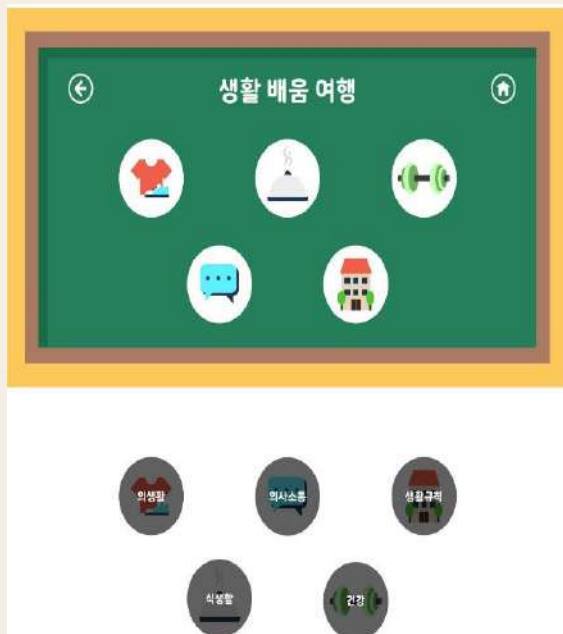 생활 배움 여행
의생활
의사소통
생활규칙
식생활
건강